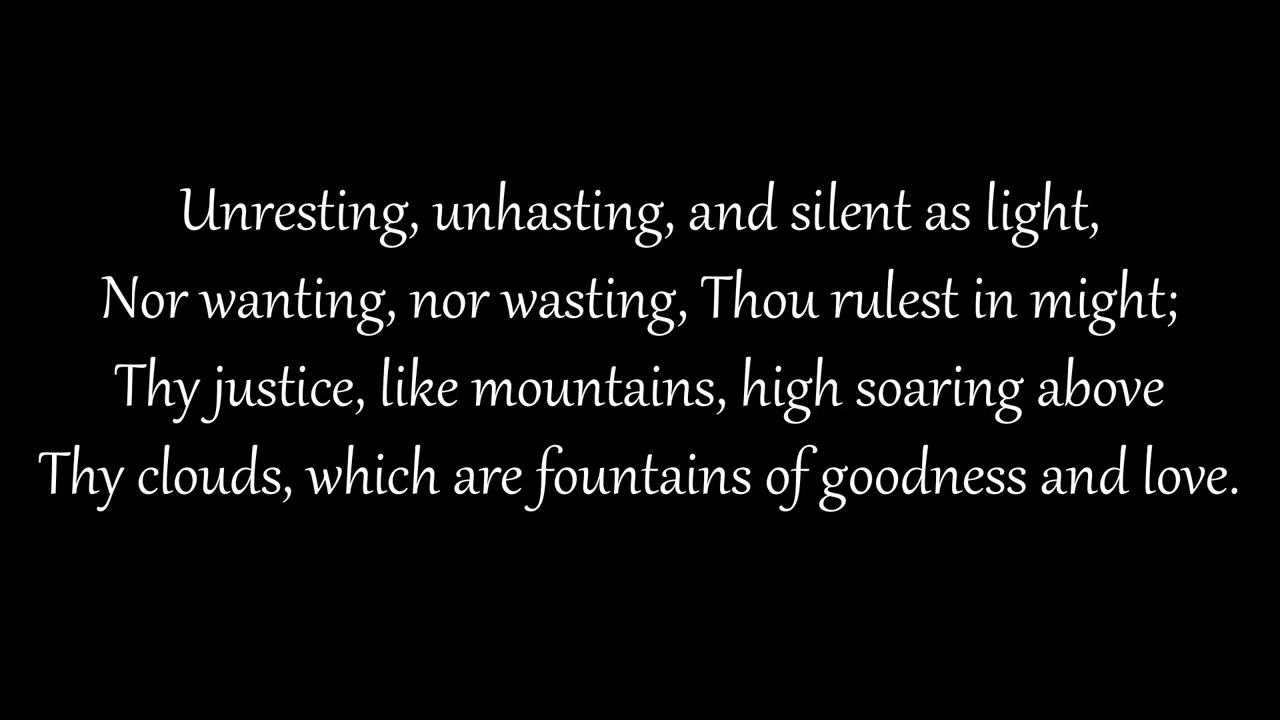 Unresting, unhasting, and silent as light,
Nor wanting, nor wasting, Thou rulest in might;
Thy justice, like mountains, high soaring above
Thy clouds, which are fountains of goodness and love.